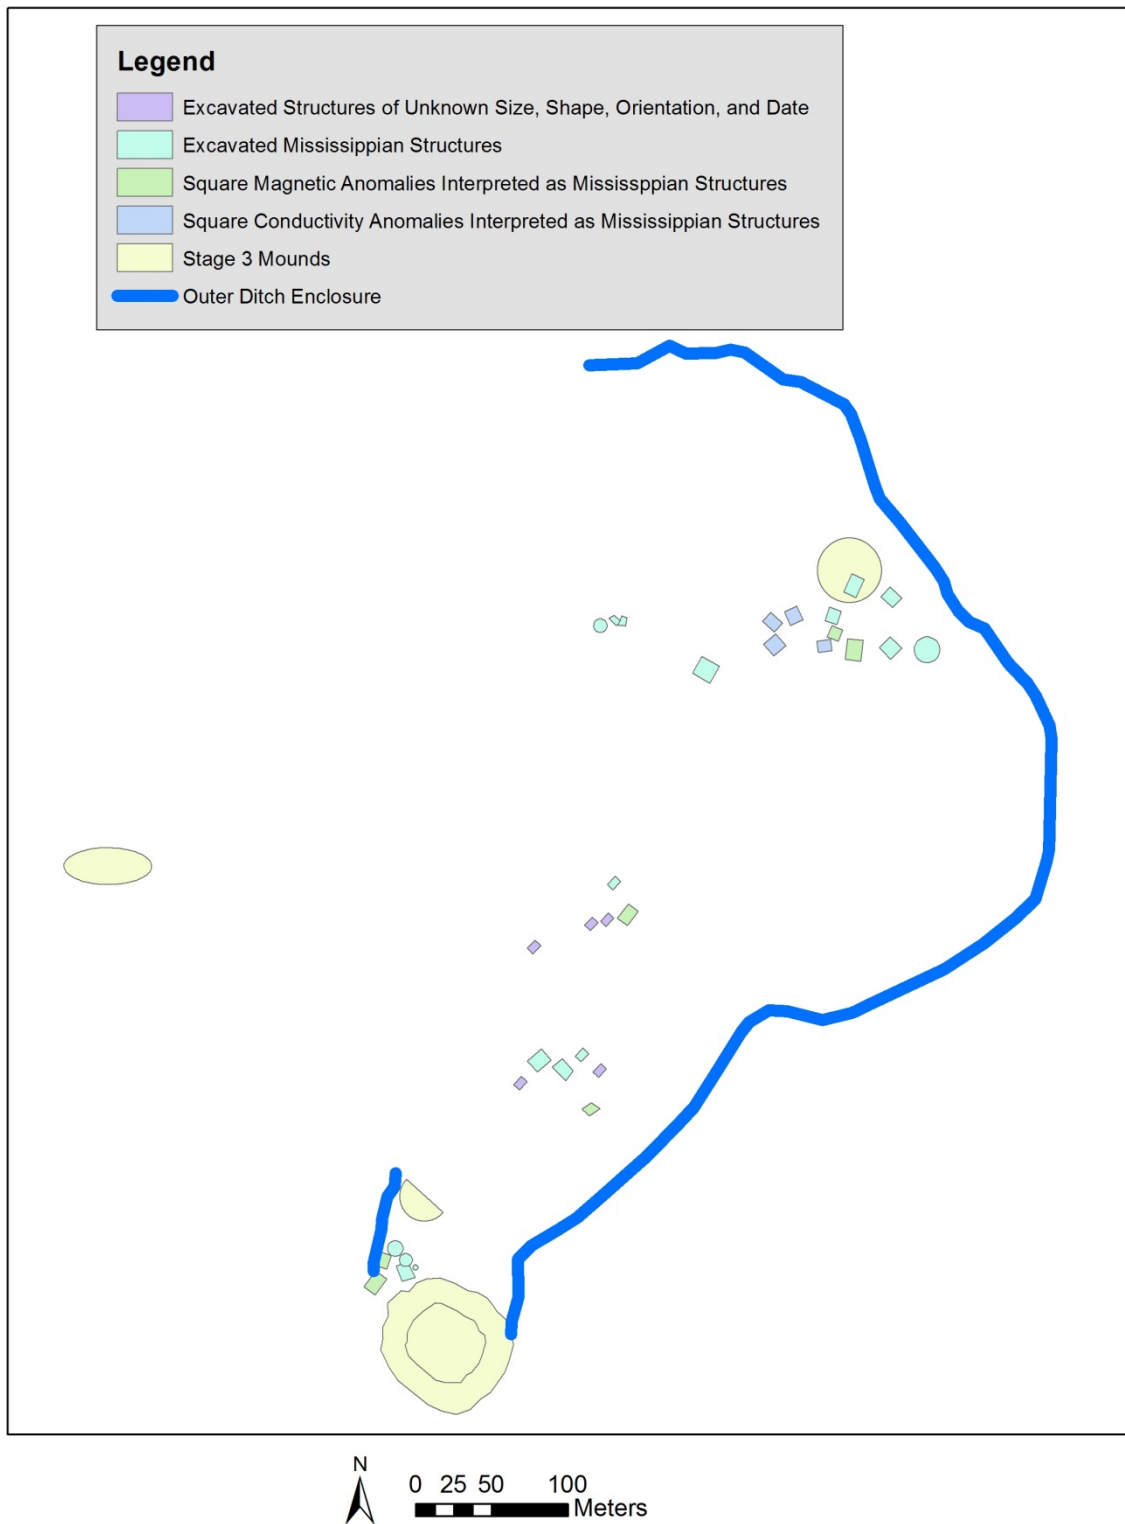 Legend
Excavated Structures of Unknown Size, Shape, Orientation, and Date
Excavated Mississippian Structures
Square Magnetic Anomalies Interpreted as Mississppian Structures
Square Conductivity Anomalies Interpreted as Mississippian Structures
Stage 3 Mounds
Outer Ditch Enclosure
N
0 25 50 100
Meters